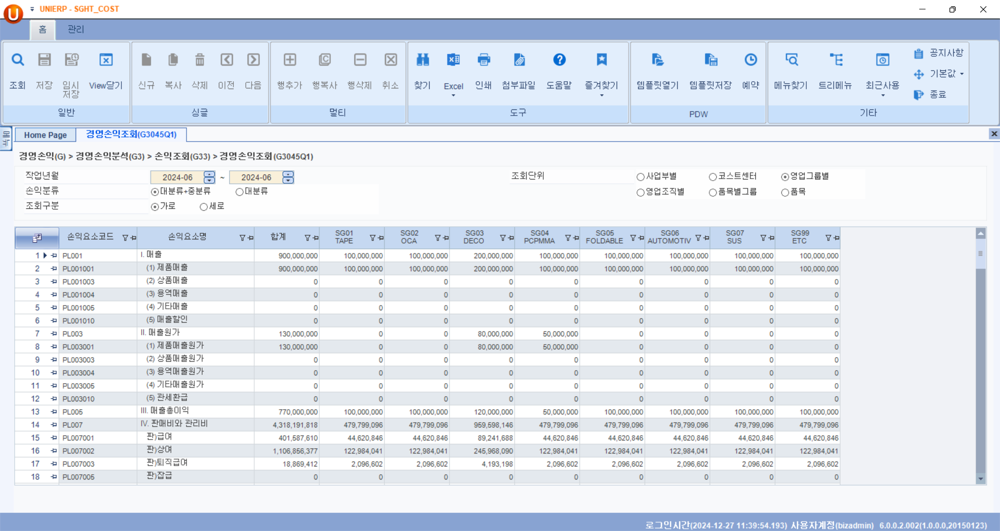 UNIERP - SGHT_COST
홈 관리
조회 저장 임시저장 View닫기 신규 복사 삭제 이전 다음 행추가 행복사 행삭제 취소 찾기 Excel 인쇄 첨부파일 도움말 즐겨찾기 템플릿열기 템플릿저장 예약 메뉴찾기 트리메뉴 최근사용 공지사항
기본값
종료
일반 싱글 멀티 도구 PDW 기타
Home Page 경영손익조회(G3045Q1)
경영손익(G) > 경영손익분석(G3) > 손익조회(G33) > 경영손익조회(G3045Q1)
작업년월 2024-06 ~ 2024-06 조회단위 사업부별 코스트센터 영업그룹별
손익분류 대분류+중분류 대분류 영업조직별 품목별그룹 품목
조회구분 가로 세로
손익요소코드 손익요소명 합계 SG01 TAPE SG02 OCA SG03 DECO SG04 PCPMMA SG05 FOLDABLE SG06 AUTOMOTIV SG07 SUS SG99 ETC
1 PL001 I. 매출 900,000,000 100,000,000 100,000,000 200,000,000 100,000,000 100,000,000 100,000,000 100,000,000 100,000,000
2 PL001001 (1) 제품매출 900,000,000 100,000,000 100,000,000 200,000,000 100,000,000 100,000,000 100,000,000 100,000,000 100,000,000
3 PL001003 (2) 상품매출 0 0 0 0 0 0 0 0 0
4 PL001004 (3) 용역매출 0 0 0 0 0 0 0 0 0
5 PL001005 (4) 기타매출 0 0 0 0 0 0 0 0 0
6 PL001010 (5) 매출할인 0 0 0 0 0 0 0 0 0
7 PL003 II. 매출원가 130,000,000 0 0 80,000,000 50,000,000 0 0 0 0
8 PL003001 (1) 제품매출원가 130,000,000 0 0 80,000,000 50,000,000 0 0 0 0
9 PL003003 (2) 상품매출원가 0 0 0 0 0 0 0 0 0
10 PL003004 (3) 용역매출원가 0 0 0 0 0 0 0 0 0
11 PL003005 (4) 기타매출원가 0 0 0 0 0 0 0 0 0
12 PL003010 (5) 관세환급 0 0 0 0 0 0 0 0 0
13 PL005 III. 매출총이익 770,000,000 100,000,000 100,000,000 120,000,000 50,000,000 100,000,000 100,000,000 100,000,000 100,000,000
14 PL007 IV. 판매비와 관리비 4,318,191,818 479,799,096 479,799,096 959,598,146 479,799,096 479,799,096 479,799,096 479,799,096 479,799,096
15 PL007001 판)급여 401,587,610 44,620,846 44,620,846 89,241,688 44,620,846 44,620,846 44,620,846 44,620,846 44,620,846
16 PL007002 판)상여 1,106,856,377 122,984,041 122,984,041 245,968,090 122,984,041 122,984,041 122,984,041 122,984,041 122,984,041
17 PL007003 판)퇴직급여 18,869,412 2,096,602 2,096,602 4,193,198 2,096,602 2,096,602 2,096,602 2,096,602 2,096,602
18 PL007005 판)잡급 0 0 0 0 0 0 0 0 0
로그인시간(2024-12-27 11:39:54.193) 사용자계정(bizadmin) 6.0.0.2.002(1.0.0.0,20150123)